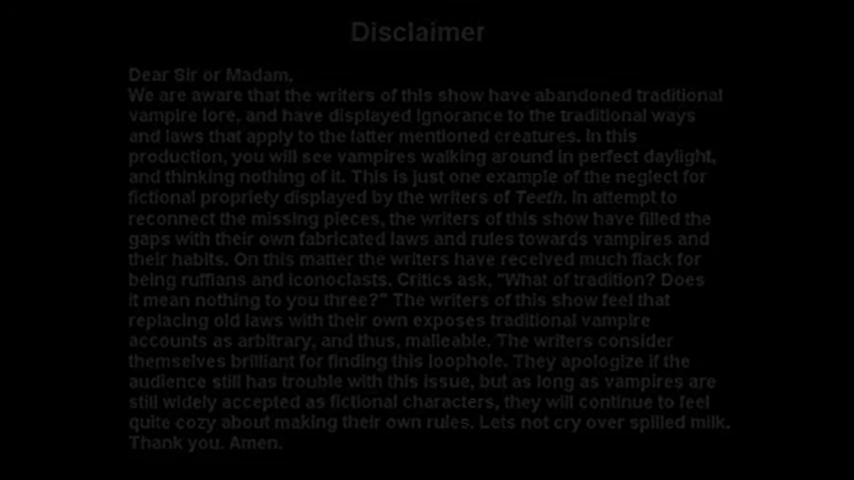 Disclaimer
Dear Sir or Madam,
We are aware that the writers of this show have abandoned traditional
vampire lore, and have displayed ignorance to the traditional ways
and laws that apply to the latter mentioned creatures. In this
production, you will see vampires walking around in perfect daylight,
and thinking nothing of it. This is just one example of the neglect for
fictional propriety displayed by the writers of Teeth. In attempt to
reconnect the missing pieces, the writers of this show have filled the
gaps with their own fabricated laws and rules towards vampires and
their habits. On this matter the writers have received much flack for
being ruffians and iconoclasts. Critics ask, "What of tradition? Does
it mean nothing to you three?" The writers of this show feel that
replacing old laws with their own exposes traditional vampire
accounts as arbitrary, and thus, malleable. The writers consider
themselves brilliant for finding this loophole. They apologize if the
audience still has trouble with this issue, but as long as vampires are
still widely accepted as fictional characters, they will continue to feel
quite cozy about making their own rules. Lets not cry over spilled milk.
Thank you. Amen.